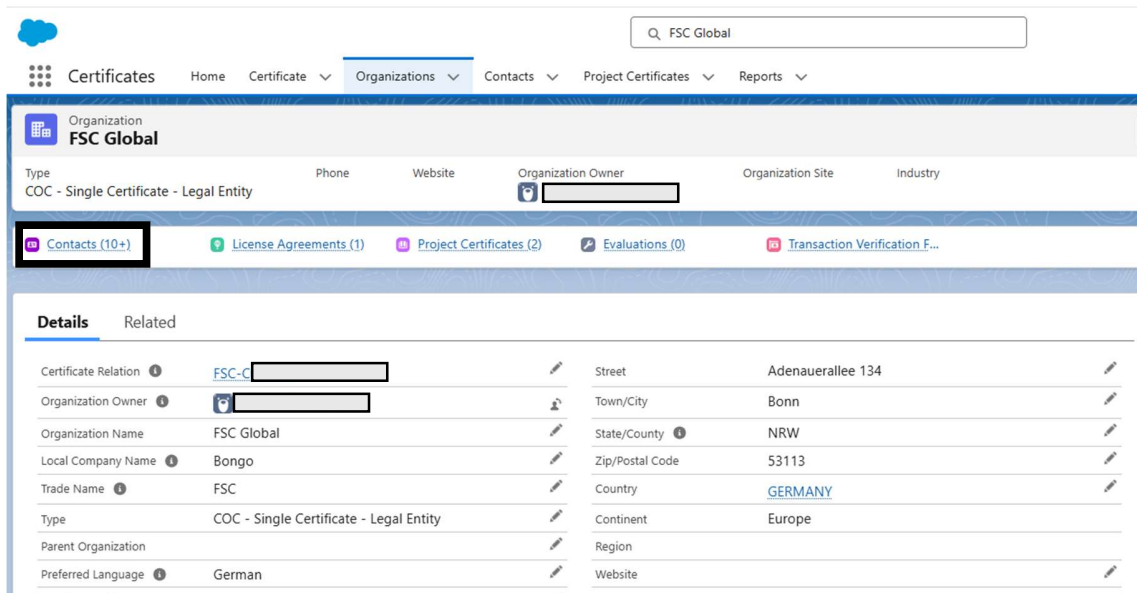 FSC Global
Certificates Home Certificate Organizations Contacts Project Certificates Reports
Organization
FSC Global
Type Phone Website Organization Owner Organization Site Industry
COC - Single Certificate - Legal Entity
Contacts (10+) License Agreements (1) Project Certificates (2) Evaluations (0) Transaction Verification F...
Details Related
Certificate Relation FSC-C Street Adenauerallee 134
Organization Owner Town/City Bonn
Organization Name FSC Global State/County NRW
Local Company Name Bongo Zip/Postal Code 53113
Trade Name FSC Country GERMANY
Type COC - Single Certificate - Legal Entity Continent Europe
Parent Organization Region
Preferred Language German Website